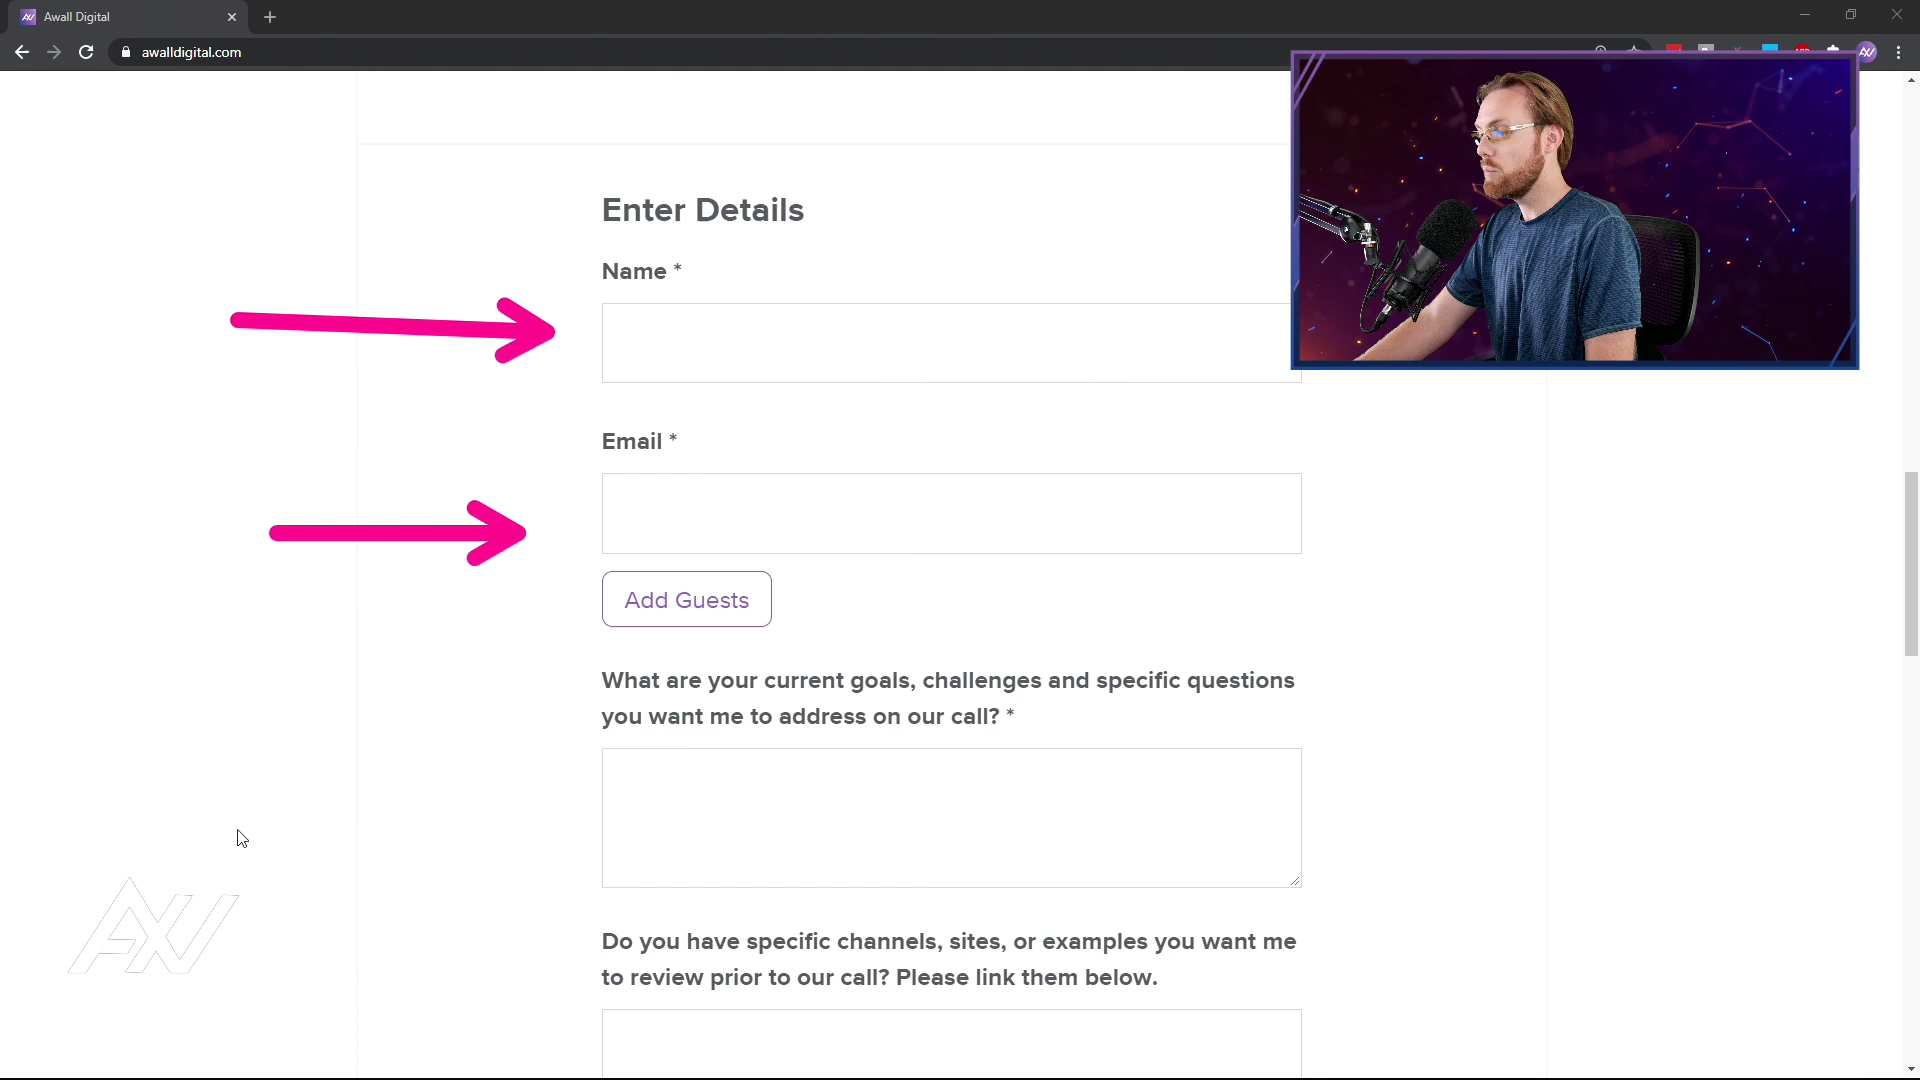 Awall Digital
awalldigital.com
Enter Details
Name *
Email *
Add Guests
What are your current goals, challenges and specific questions
you want me to address on our call? *
Do you have specific channels, sites, or examples you want me
to review prior to our call? Please link them below.